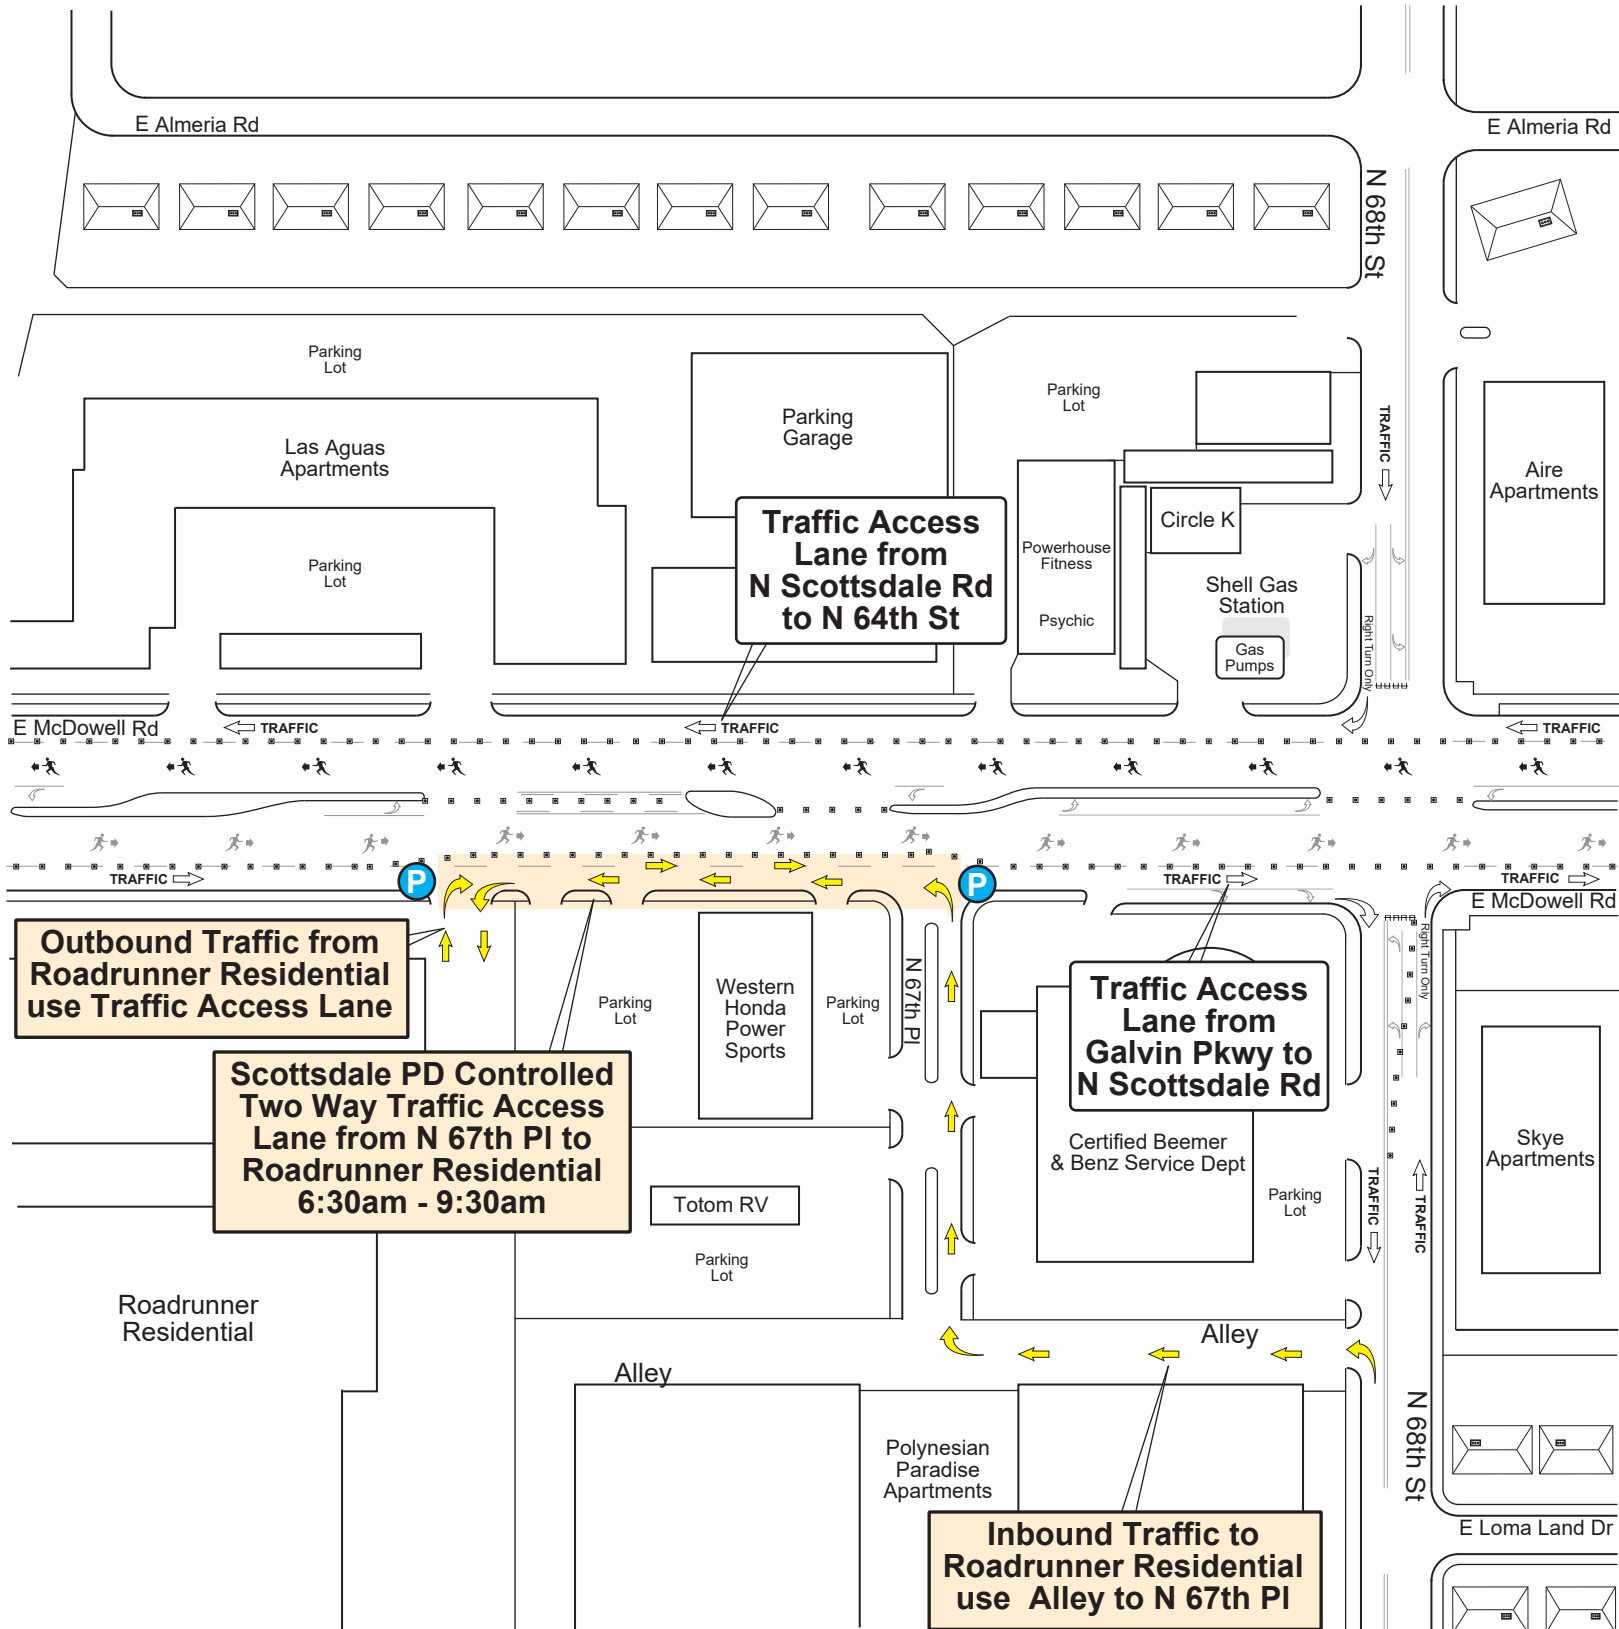 E Almeria Rd
E Almeria Rd
N 68th St
Parking
Lot
Las Aguas
Apartments
Parking
Lot
Parking
Garage
Parking
Lot
TRAFFIC
Aire
Apartments
Traffic Access
Lane from
N Scottsdale Rd
to N 64th St
Circle K
Powerhouse
Fitness
Psychic
Shell Gas
Station
Gas
Pumps
Right Turn Only
E McDowell Rd
TRAFFIC
TRAFFIC
TRAFFIC
P
P
TRAFFIC
TRAFFIC
TRAFFIC
E McDowell Rd
Outbound Traffic from
Roadrunner Residential
use Traffic Access Lane
Parking
Lot
Western
Honda
Power
Sports
Parking
Lot
N 67th Pl
Traffic Access
Lane from
Galvin Pkwy to
N Scottsdale Rd
Right Turn Only
Scottsdale PD Controlled
Two Way Traffic Access
Lane from N 67th Pl to
Roadrunner Residential
6:30am - 9:30am
Certified Beemer
& Benz Service Dept
Skye
Apartments
Totom RV
Parking
Lot
TRAFFIC
TRAFFIC
Parking
Lot
Roadrunner
Residential
Alley
Alley
N 68th St
Polynesian
Paradise
Apartments
Inbound Traffic to
Roadrunner Residential
use Alley to N 67th Pl
E Loma Land Dr